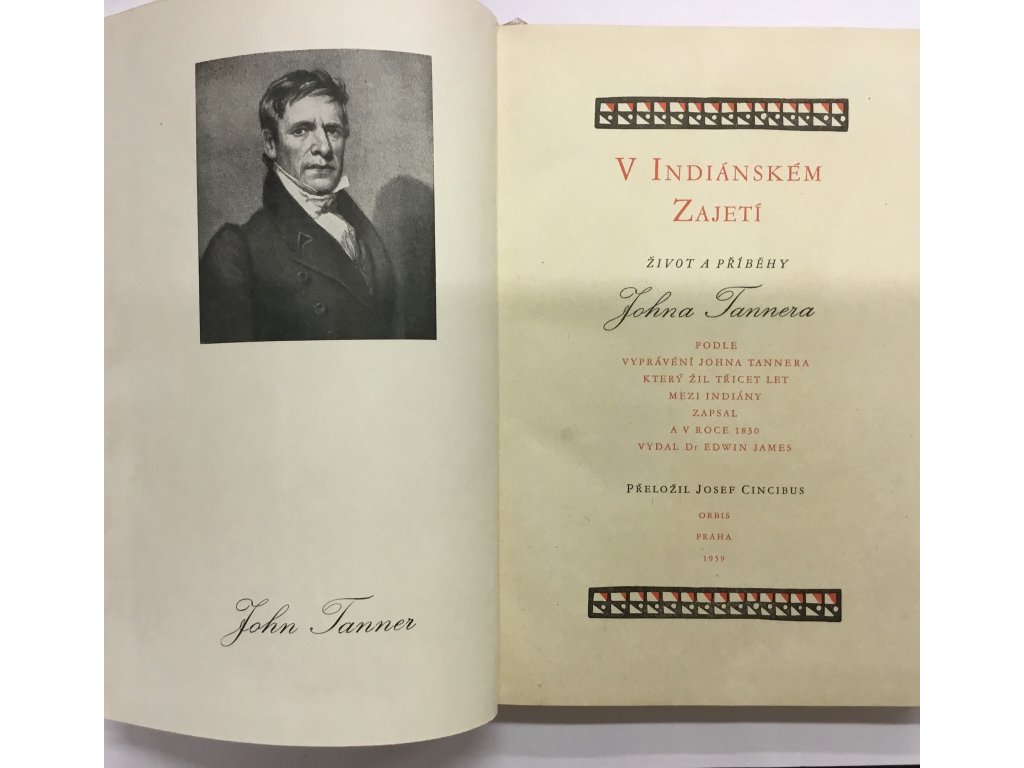 John Tanner
V INDIÁNSKÉM
ZAJETÍ
ŽIVOT A PŘÍBĚHY
Johna Tannera
PODLE
VYPRÁVĚNÍ JOHNA TANNERA
KTERÝ ŽIL TŘICET LET
MEZI INDIÁNY
ZAPSAL
A V ROCE 1830
VYDAL Dr EDWIN JAMES
PŘELOŽIL JOSEF CINCIBUS
ORBIS
PRAHA
1959